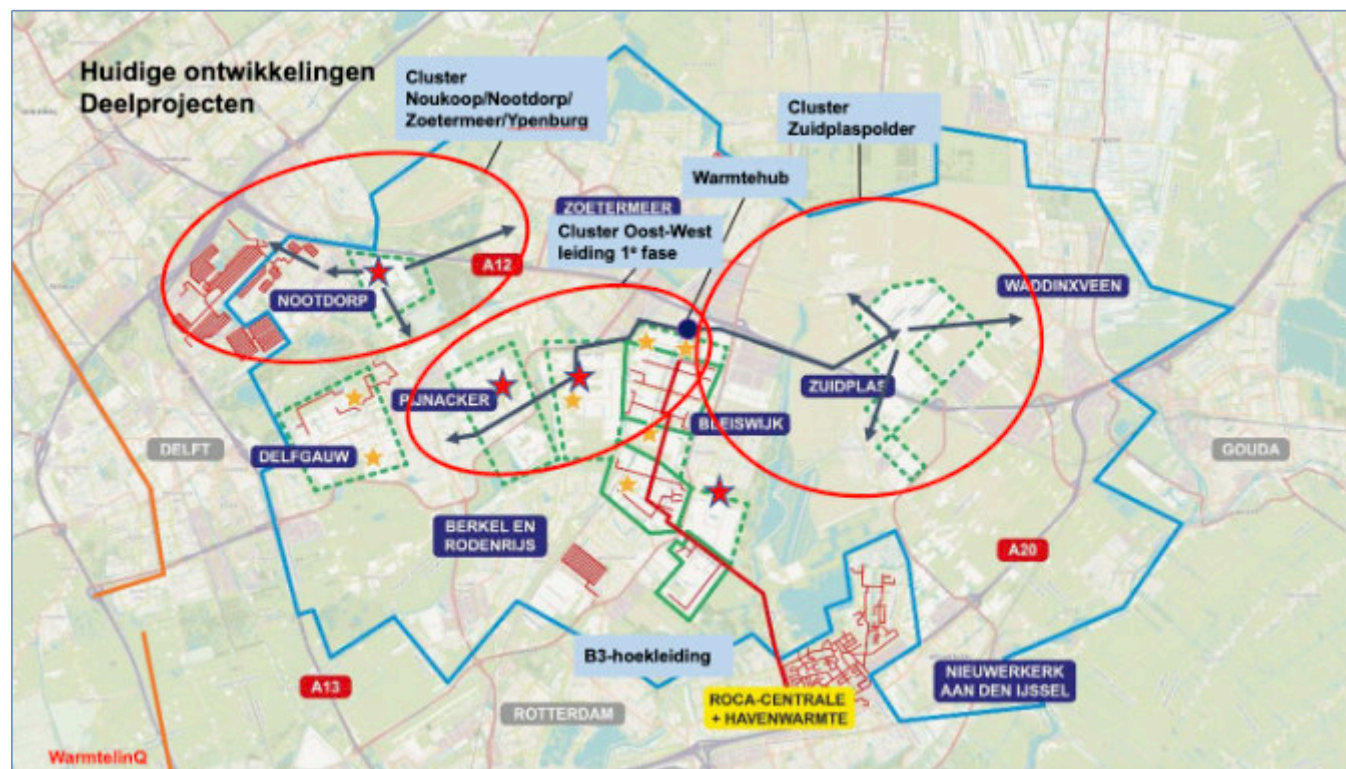 Huidige ontwikkelingen
Deelprojecten
Cluster
Noukoop/Nootdorp/
Zoetermeer/Ypenburg
Cluster
Zuidplaspolder
Warmtehub
ZOETERMEER
Cluster Oost-West
leiding 1e fase
A12
NOOTDORP
WADDINXVEEN
PIJNACKER
ZUIDPLAS
BLEISWIJK
DELFT
DELFGAUW
GOUDA
BERKEL EN
RODENRIJS
A20
B3-hoekleiding
A13
ROTTERDAM
ROCA-CENTRALE
+ HAVENWARMTE
NIEUWERKERK
AAN DEN IJSSEL
WarmtelinQ